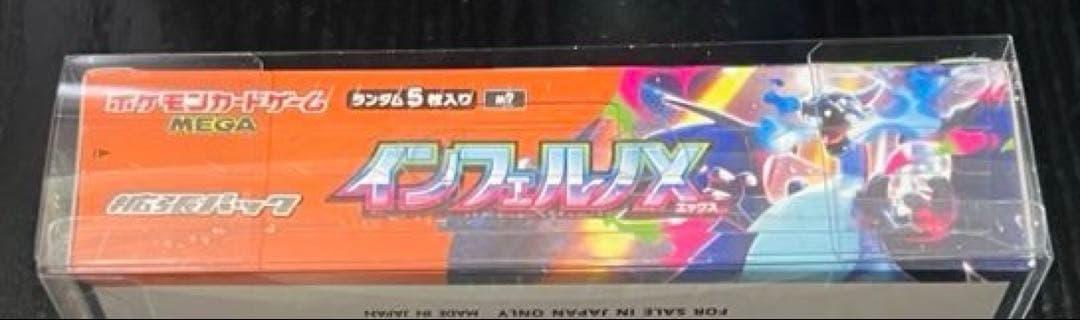 ポケモンカードゲーム
MEGA
ランダム5枚入り
拡張パック
インフェルノX
エックス
FOR SALE IN JAPAN ONLY MADE IN JAPAN